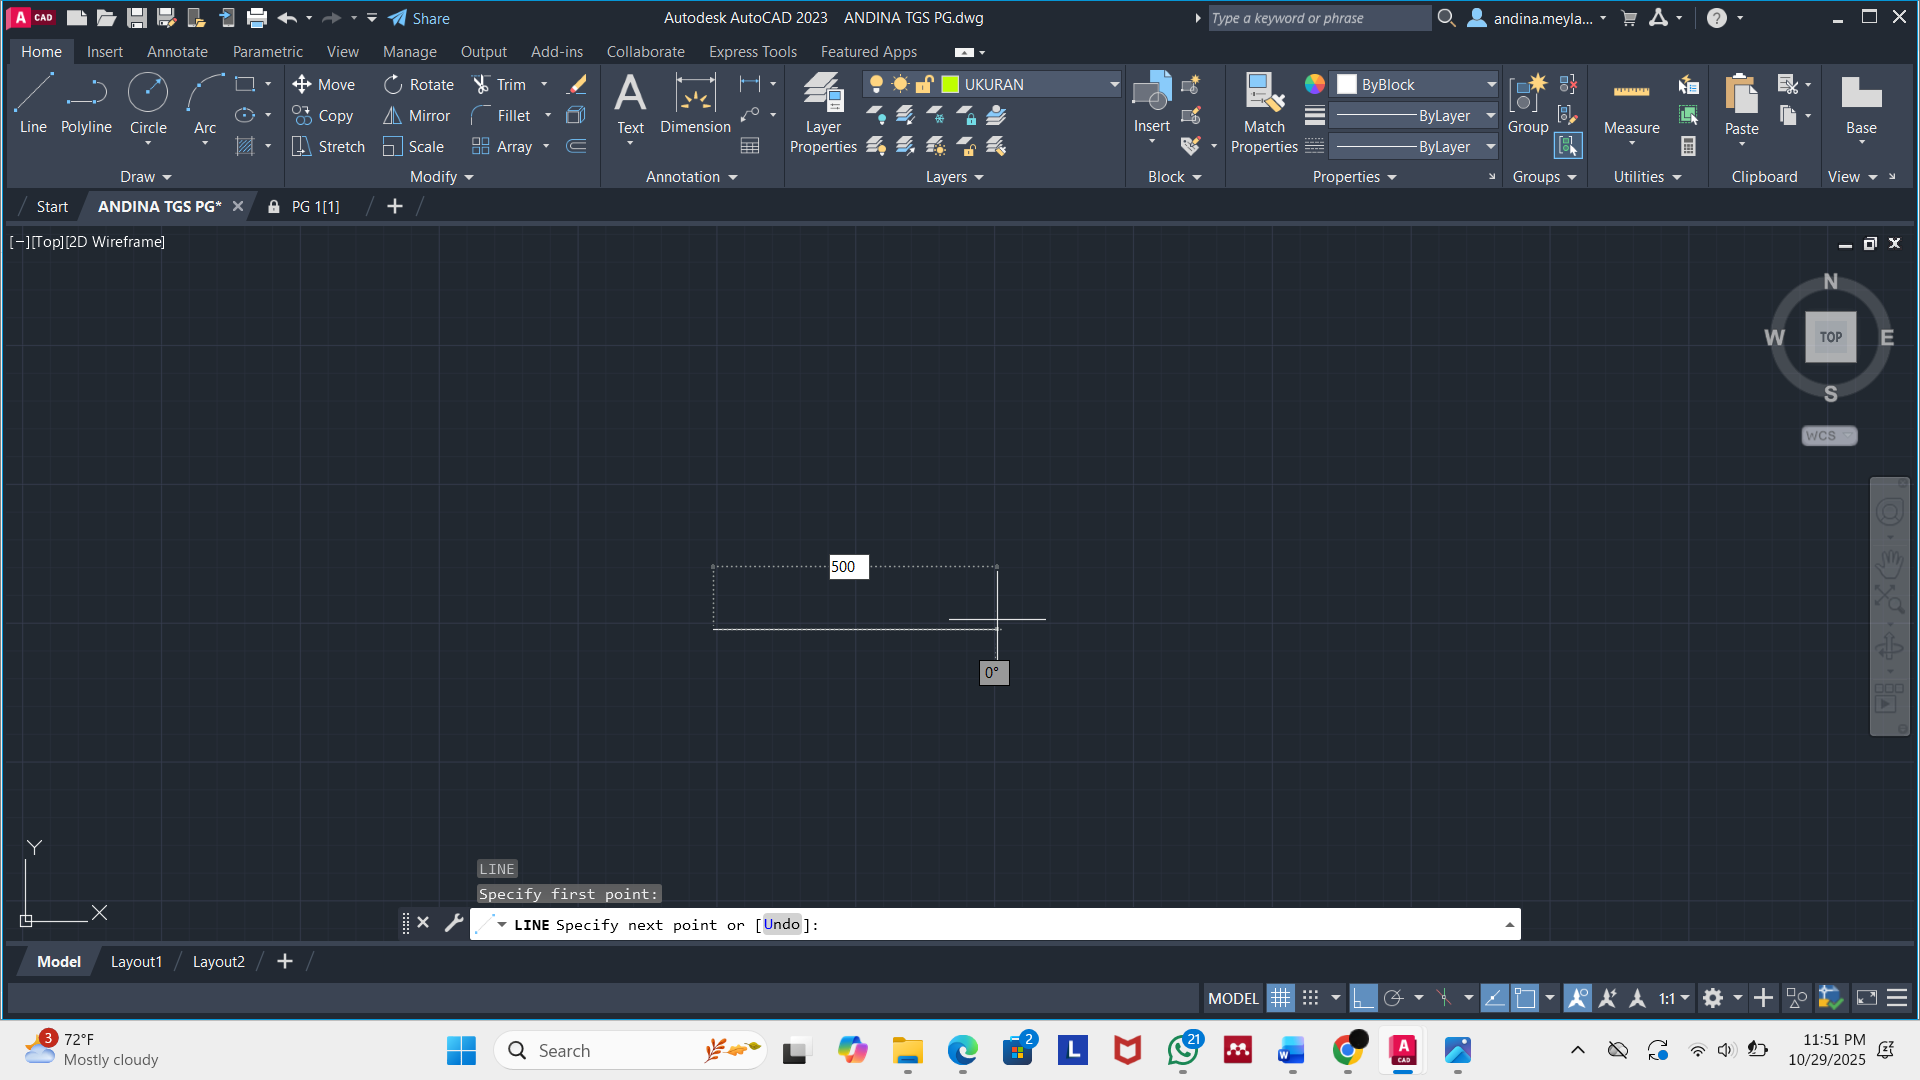 A CAD Share Autodesk AutoCAD 2023 ANDINA TGS PG.dwg Type a keyword or phrase andina.meyla... ?
Home Insert Annotate Parametric View Manage Output Add-ins Collaborate Express Tools Featured Apps
Line Polyline Circle Arc
Move Rotate Trim
Copy Mirror Fillet
Stretch Scale Array
Text Dimension
Layer Properties
UKURAN
Insert
Match Properties
ByBlock
ByLayer
ByLayer
Group
Measure
Paste
Base
Draw Modify Annotation Layers Block Properties Groups Utilities Clipboard View
Start ANDINA TGS PG* PG 1[1]
[−][Top][2D Wireframe]
N
W TOP E
S
WCS
500
0°
Y
X
LINE
Specify first point:
LINE Specify next point or [Undo]:
Model Layout1 Layout2
MODEL 1:1
3 72°F
Mostly cloudy
Search
2
L
21
W
A CAD
11:51 PM
10/29/2025